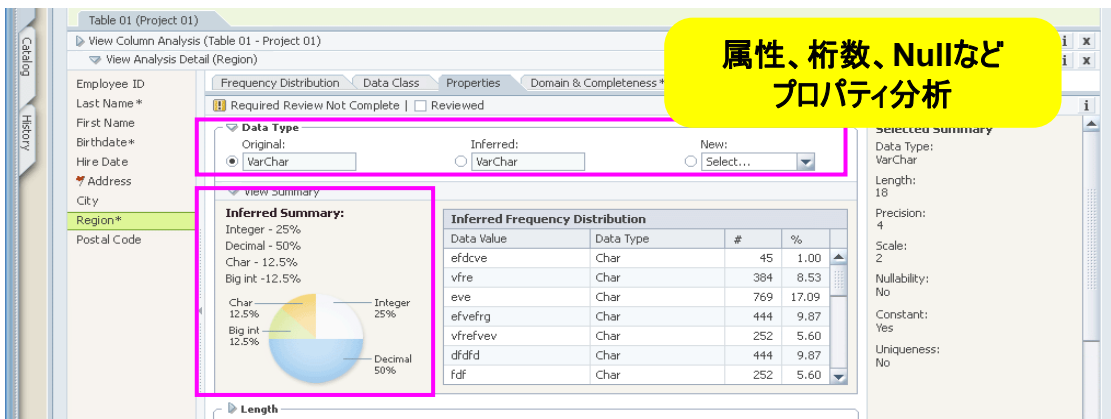 Table 01 (Project 01)
View Column Analysis (Table 01 - Project 01)
i x
View Analysis Detail (Region)
i x
属性、桁数、Nullなど
プロパティ分析
Catalog
History
Employee ID
Last Name*
First Name
Birthdate*
Hire Date
Address
City
Region*
Postal Code
Frequency Distribution
Data Class
Properties
Domain & Completeness*
! Required Review Not Complete | Reviewed
i
Data Type
Original:
Inferred:
New:
VarChar
VarChar
Select...
View Summary
Inferred Summary:
Integer - 25%
Decimal - 50%
Char - 12.5%
Big int -12.5%
Char
12.5%
Integer
25%
Big int
12.5%
Decimal
50%
Inferred Frequency Distribution
Data Value Data Type # %
efdcve Char 45 1.00
vfre Char 384 8.53
eve Char 769 17.09
efvefrg Char 444 9.87
vfrefvev Char 252 5.60
dfdfd Char 444 9.87
fdf Char 252 5.60
Length
Selected Summary
Data Type:
VarChar
Length:
18
Precision:
4
Scale:
2
Nullability:
No
Constant:
Yes
Uniqueness:
No